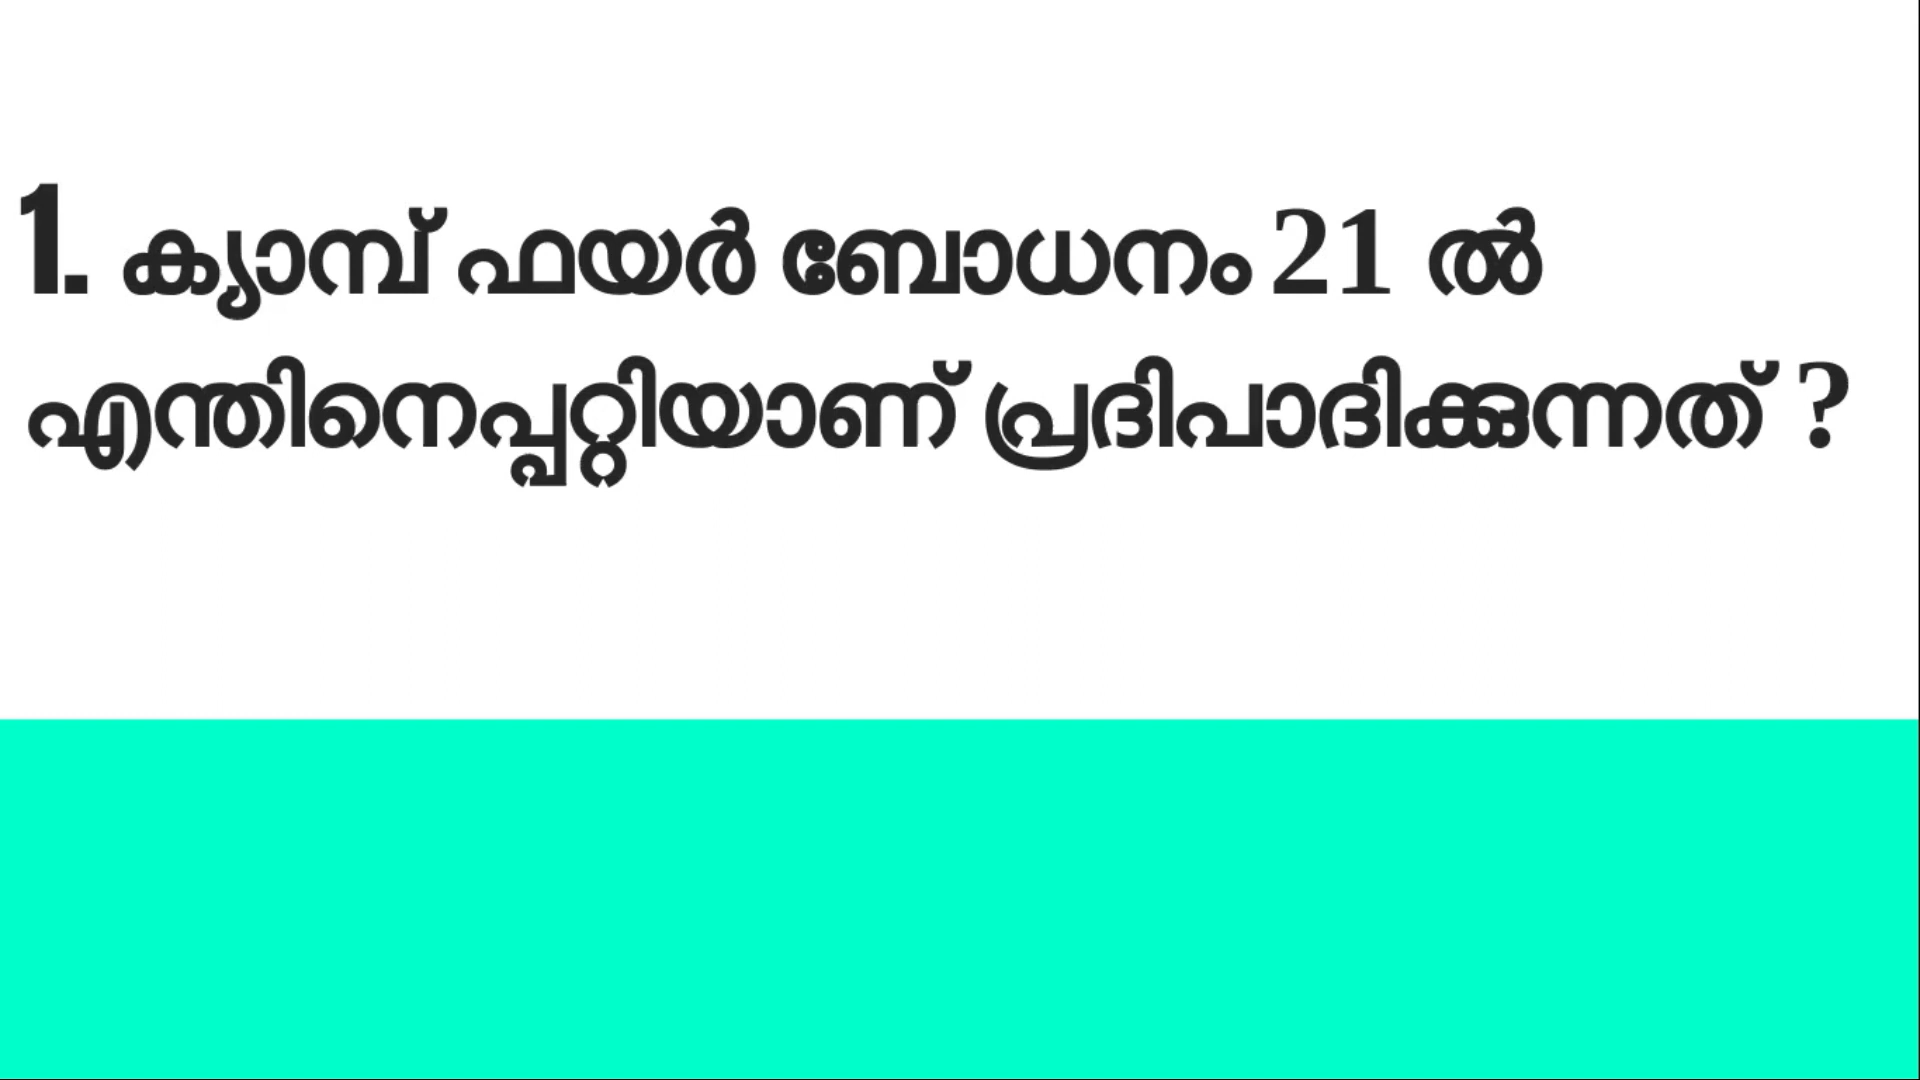 1. ക്യാമ്പ് ഫയർ ബോധനം 21 ൽ
എന്തിനെപ്പറ്റിയാണ് പ്രദിപാദിക്കുന്നത് ?